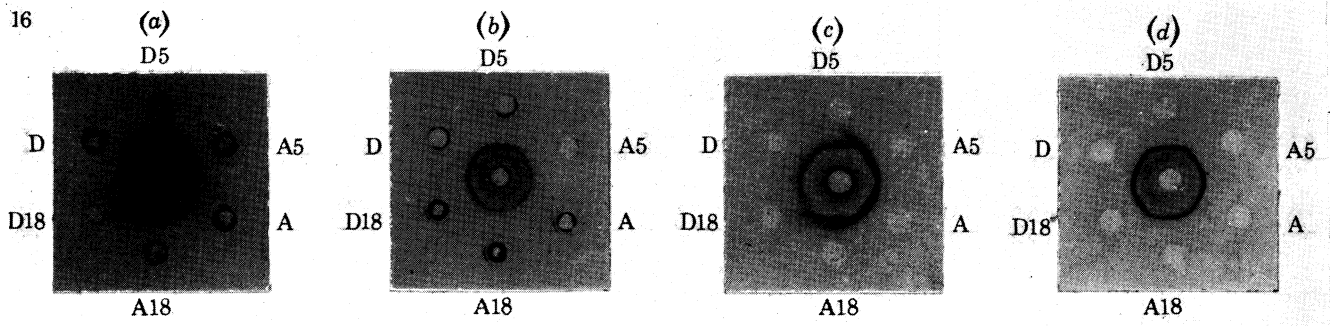 16 (a) (b) (c) (d)
D5 D5 D5 D5
D A5 D A5 D A5 D A5
D18 A D18 A D18 A D18 A
A18 A18 A18 A18